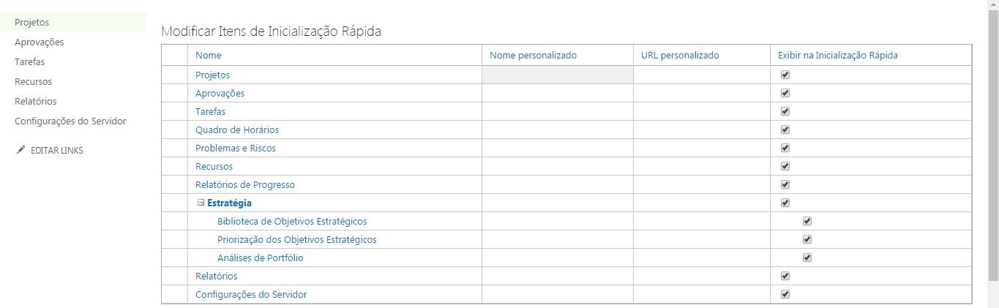 Projetos
Aprovações
Tarefas
Recursos
Relatórios
Configurações do Servidor
EDITAR LINKS
Modificar Itens de Inicialização Rápida
Nome Nome personalizado URL personalizado Exibir na Inicialização Rápida
Projetos
Aprovações
Tarefas
Quadro de Horários
Problemas e Riscos
Recursos
Relatórios de Progresso
Estratégia
Biblioteca de Objetivos Estratégicos
Priorização dos Objetivos Estratégicos
Análises de Portfólio
Relatórios
Configurações do Servidor